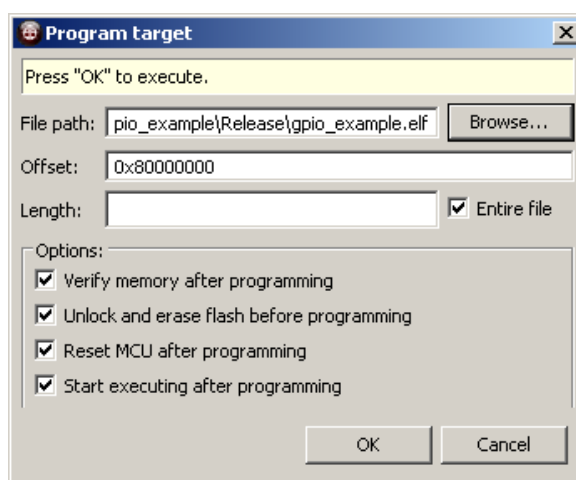 Program target
Press "OK" to execute.
File path: pio_example\Release\gpio_example.elf Browse...
Offset: 0x80000000
Length: Entire file
Options:
Verify memory after programming
Unlock and erase flash before programming
Reset MCU after programming
Start executing after programming
OK Cancel